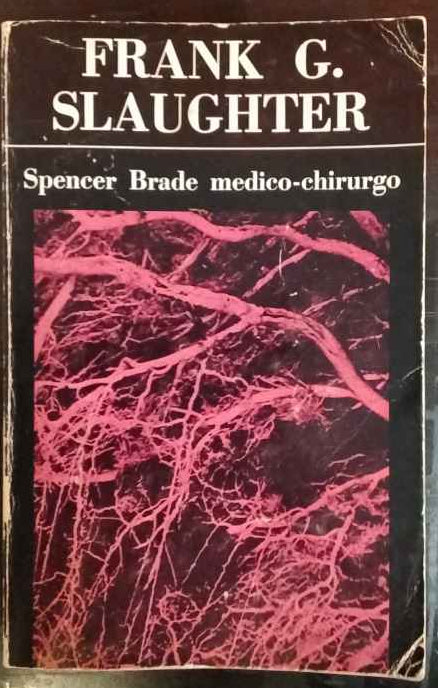 FRANK G.
SLAUGHTER
Spencer Brade medico-chirurgo